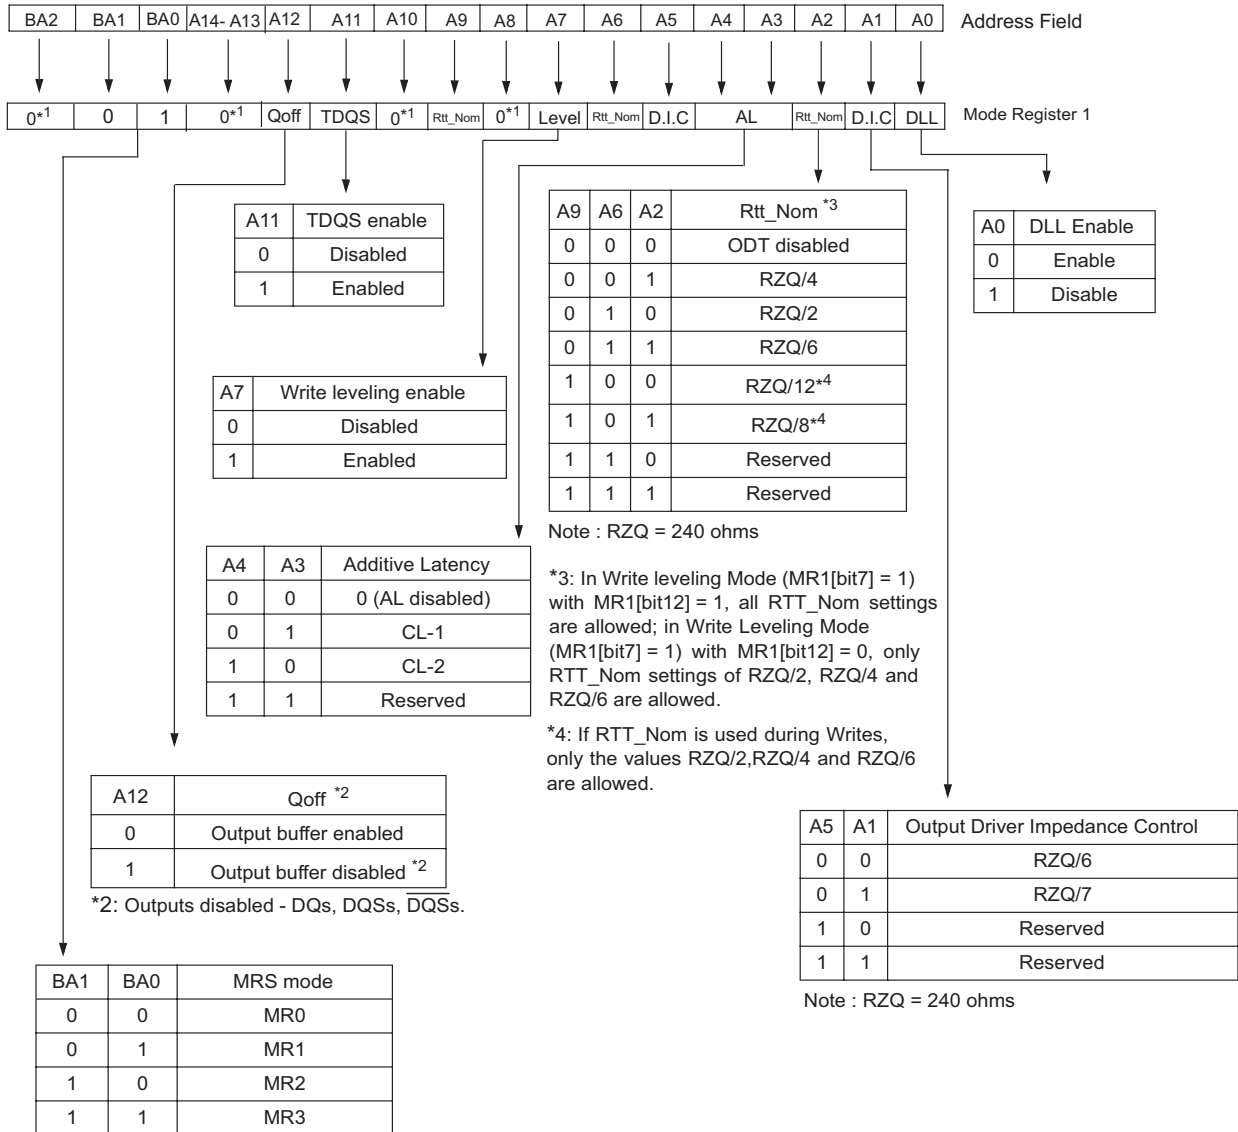 BA2 BA1 BA0 A14- A13 A12 A11 A10 A9 A8 A7 A6 A5 A4 A3 A2 A1 A0 Address Field
0*1 0 1 0*1 Qoff TDQS 0*1 Rtt_Nom 0*1 Level Rtt_Nom D.I.C AL Rtt_Nom D.I.C DLL Mode Register 1
A11 TDQS enable
0 Disabled
1 Enabled
A7 Write leveling enable
0 Disabled
1 Enabled
A4 A3 Additive Latency
0 0 0 (AL disabled)
0 1 CL-1
1 0 CL-2
1 1 Reserved
A12 Qoff *2
0 Output buffer enabled
1 Output buffer disabled *2
*2: Outputs disabled - DQs, DQSs, DQSs.
BA1 BA0 MRS mode
0 0 MR0
0 1 MR1
1 0 MR2
1 1 MR3
A9 A6 A2 Rtt_Nom *3
0 0 0 ODT disabled
0 0 1 RZQ/4
0 1 0 RZQ/2
0 1 1 RZQ/6
1 0 0 RZQ/12*4
1 0 1 RZQ/8*4
1 1 0 Reserved
1 1 1 Reserved
Note : RZQ = 240 ohms
*3: In Write leveling Mode (MR1[bit7] = 1)
with MR1[bit12] = 1, all RTT_Nom settings
are allowed; in Write Leveling Mode
(MR1[bit7] = 1) with MR1[bit12] = 0, only
RTT_Nom settings of RZQ/2, RZQ/4 and
RZQ/6 are allowed.
*4: If RTT_Nom is used during Writes,
only the values RZQ/2,RZQ/4 and RZQ/6
are allowed.
A0 DLL Enable
0 Enable
1 Disable
A5 A1 Output Driver Impedance Control
0 0 RZQ/6
0 1 RZQ/7
1 0 Reserved
1 1 Reserved
Note : RZQ = 240 ohms